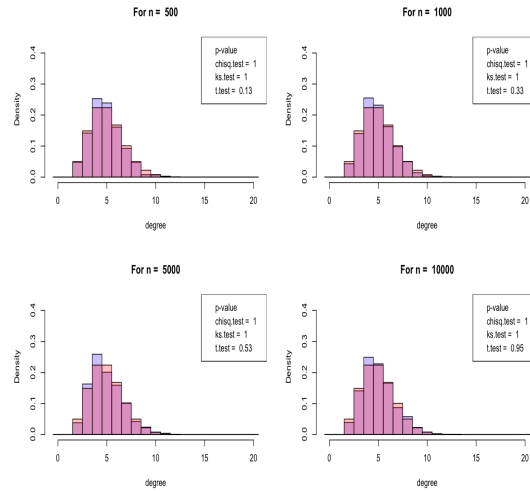 For n = 500
p-value
chisq.test = 1
ks.test = 1
t.test = 0.13
Density
0.0 0.1 0.2 0.3 0.4
0 5 10 15 20
degree
For n = 1000
p-value
chisq.test = 1
ks.test = 1
t.test = 0.33
Density
0.0 0.1 0.2 0.3 0.4
0 5 10 15 20
degree
For n = 5000
p-value
chisq.test = 1
ks.test = 1
t.test = 0.53
Density
0.0 0.1 0.2 0.3 0.4
0 5 10 15 20
degree
For n = 10000
p-value
chisq.test = 1
ks.test = 1
t.test = 0.95
Density
0.0 0.1 0.2 0.3 0.4
0 5 10 15 20
degree